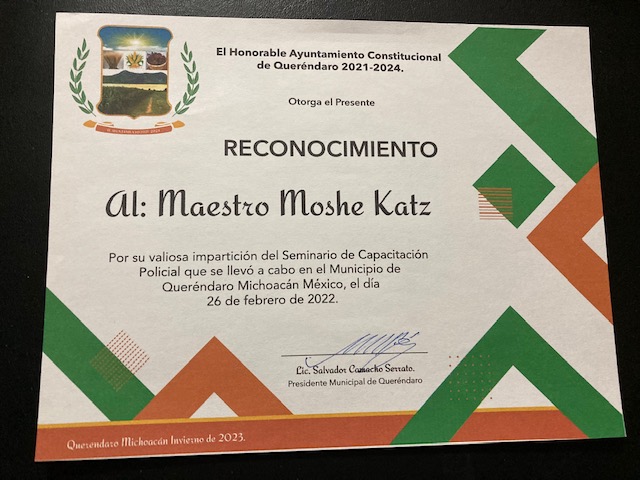 El Honorable Ayuntamiento Constitucional
de Queréndaro 2021-2024.
Otorga el Presente
RECONOCIMIENTO
Al: Maestro Moshe Katz
Por su valiosa impartición del Seminario de Capacitación
Policial que se llevó a cabo en el Municipio de
Queréndaro Michoacán México, el día
26 de febrero de 2022.
Lic. Salvador Camacho Serrato.
Presidente Municipal de Queréndaro
Querendaro Michoacán Invierno de 2023.